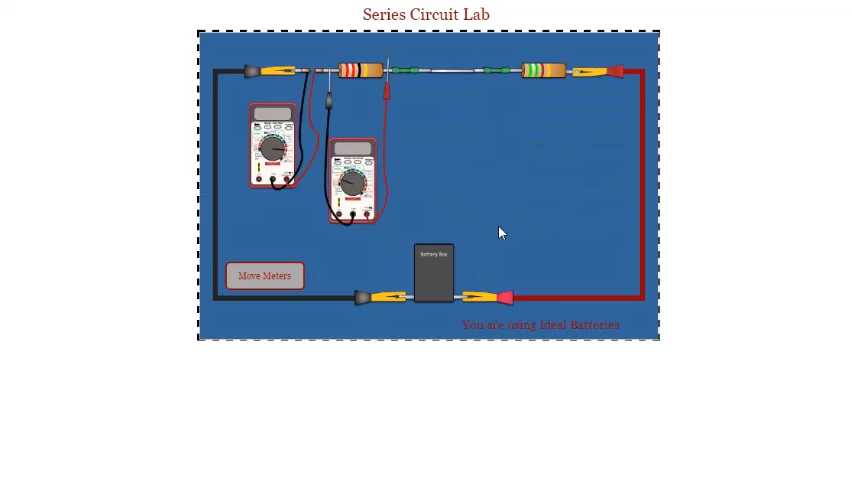 Series Circuit Lab
Battery Box
Move Meters
You are using Ideal Batteries